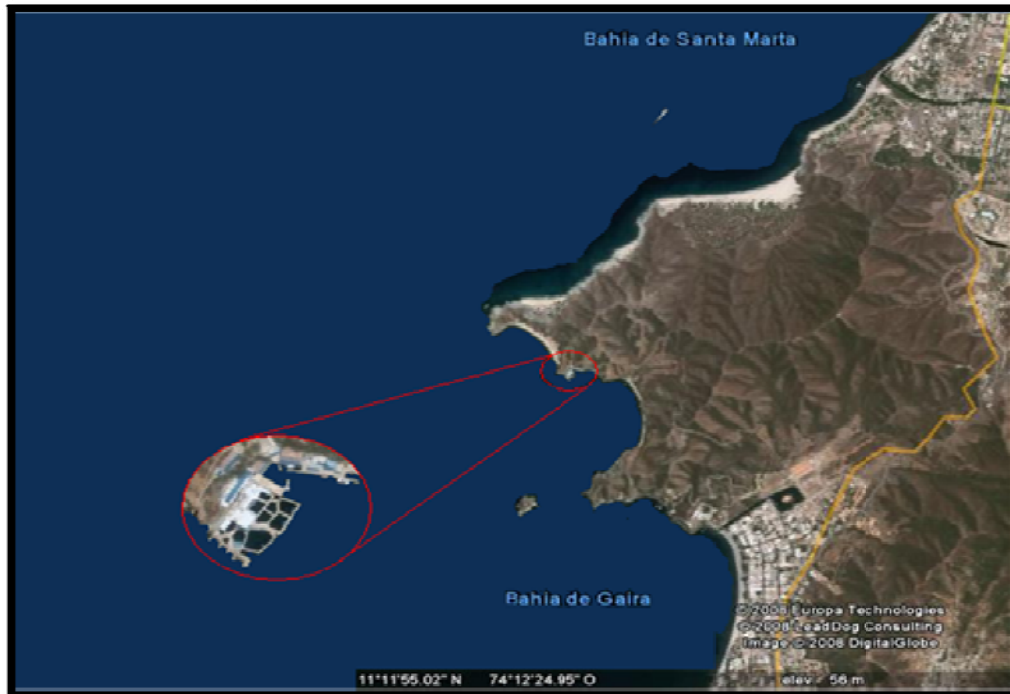 Bahia de Santa Marta
Bahia de Gaira
© 2008 Europa Technologies
© 2008 LeadDog Consulting
Image © 2008 DigitalGlobe
11°11'55.02" N 74°12'24.95" O elev - 56 m